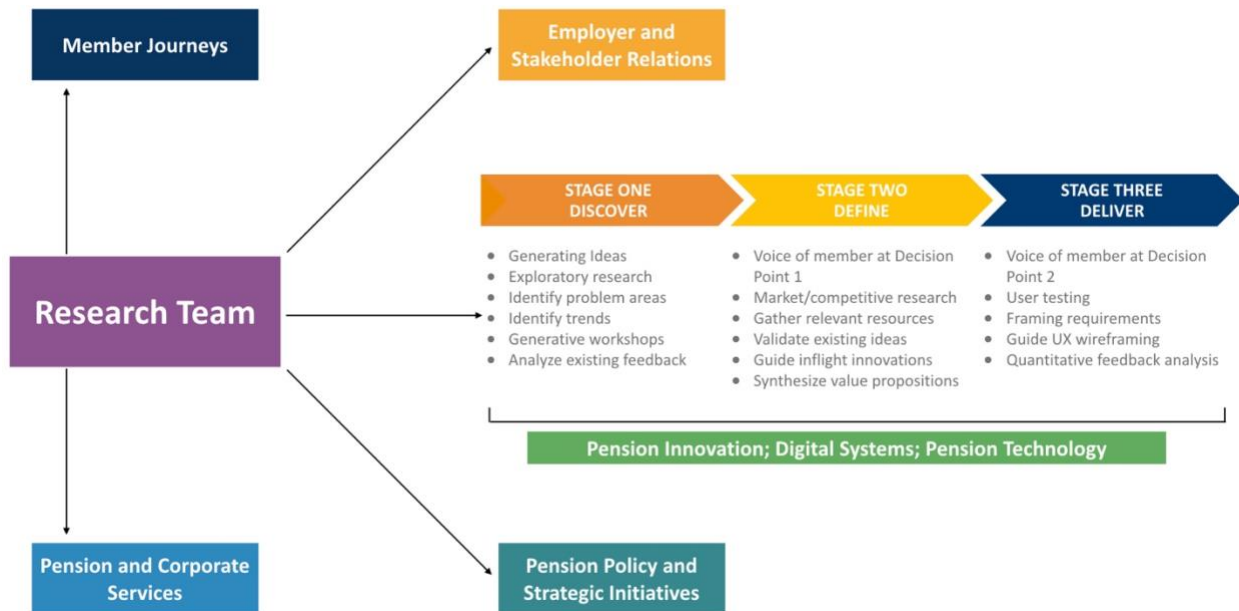 Member Journeys
Employer and
Stakeholder Relations
Research Team
STAGE ONE
DISCOVER
• Generating Ideas
• Exploratory research
• Identify problem areas
• Identify trends
• Generative workshops
• Analyze existing feedback
STAGE TWO
DEFINE
• Voice of member at Decision
Point 1
• Market/competitive research
• Gather relevant resources
• Validate existing ideas
• Guide inflight innovations
• Synthesize value propositions
STAGE THREE
DELIVER
• Voice of member at Decision
Point 2
• User testing
• Framing requirements
• Guide UX wireframing
• Quantitative feedback analysis
Pension Innovation; Digital Systems; Pension Technology
Pension and Corporate
Services
Pension Policy and
Strategic Initiatives